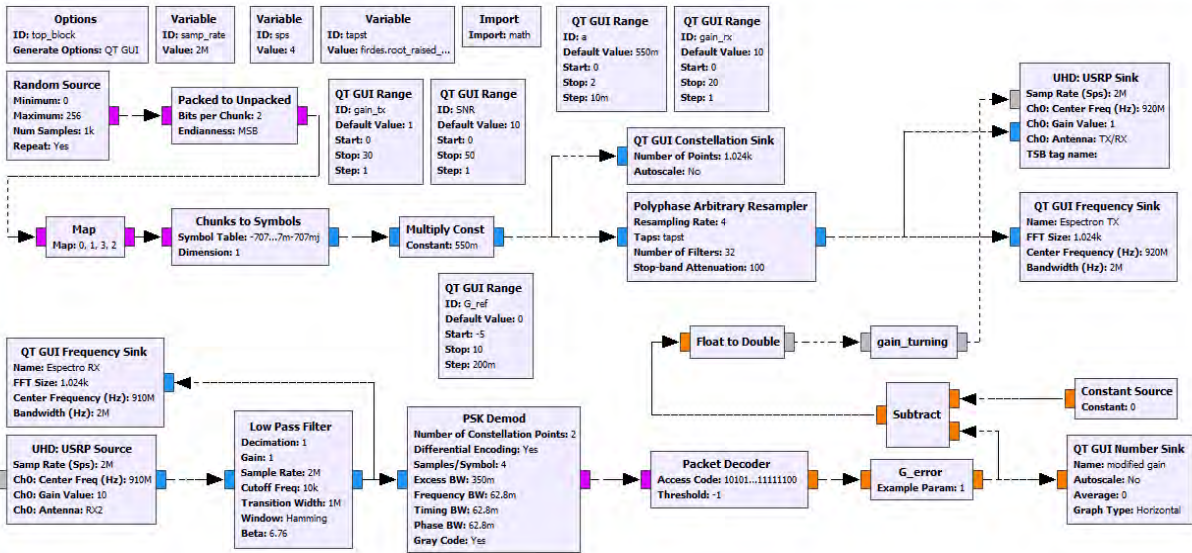 Options
ID: top_block
Generate Options: QT GUI
Variable
ID: samp_rate
Value: 2M
Variable
ID: sps
Value: 4
Variable
ID: tapst
Value: firdes.root_raised_...
Import
Import: math
QT GUI Range
ID: a
Default Value: 550m
Start: 0
Stop: 2
Step: 10m
QT GUI Range
ID: gain_rx
Default Value: 10
Start: 0
Stop: 20
Step: 1
Random Source
Minimum: 0
Maximum: 256
Num Samples: 1k
Repeat: Yes
Packed to Unpacked
Bits per Chunk: 2
Endianness: MSB
QT GUI Range
ID: gain_tx
Default Value: 1
Start: 0
Stop: 30
Step: 1
QT GUI Range
ID: SNR
Default Value: 10
Start: 0
Stop: 50
Step: 1
UHD: USRP Sink
Samp Rate (Sps): 2M
Ch0: Center Freq (Hz): 920M
Ch0: Gain Value: 1
Ch0: Antenna: TX/RX
TSB tag name:
QT GUI Constellation Sink
Number of Points: 1.024k
Autoscale: No
Map
Map: 0, 1, 3, 2
Chunks to Symbols
Symbol Table: -707...7m-707mj
Dimension: 1
Multiply Const
Constant: 550m
Polyphase Arbitrary Resampler
Resampling Rate: 4
Taps: tapst
Number of Filters: 32
Stop-band Attenuation: 100
QT GUI Frequency Sink
Name: Espectron TX
FFT Size: 1.024k
Center Frequency (Hz): 920M
Bandwidth (Hz): 2M
QT GUI Range
ID: G_ref
Default Value: 0
Start: -5
Stop: 10
Step: 200m
Float to Double
gain_turning
QT GUI Frequency Sink
Name: Espectro RX
FFT Size: 1.024k
Center Frequency (Hz): 910M
Bandwidth (Hz): 2M
Subtract
Constant Source
Constant: 0
UHD: USRP Source
Samp Rate (Sps): 2M
Ch0: Center Freq (Hz): 910M
Ch0: Gain Value: 10
Ch0: Antenna: RX2
Low Pass Filter
Decimation: 1
Gain: 1
Sample Rate: 2M
Cutoff Freq: 10k
Transition Width: 1M
Window: Hamming
Beta: 6.76
PSK Demod
Number of Constellation Points: 2
Differential Encoding: Yes
Samples/Symbol: 4
Excess BW: 350m
Frequency BW: 62.8m
Timing BW: 62.8m
Phase BW: 62.8m
Gray Code: Yes
Packet Decoder
Access Code: 10101...11111100
Threshold: -1
G_error
Example Param: 1
QT GUI Number Sink
Name: modified gain
Autoscale: No
Average: 0
Graph Type: Horizontal